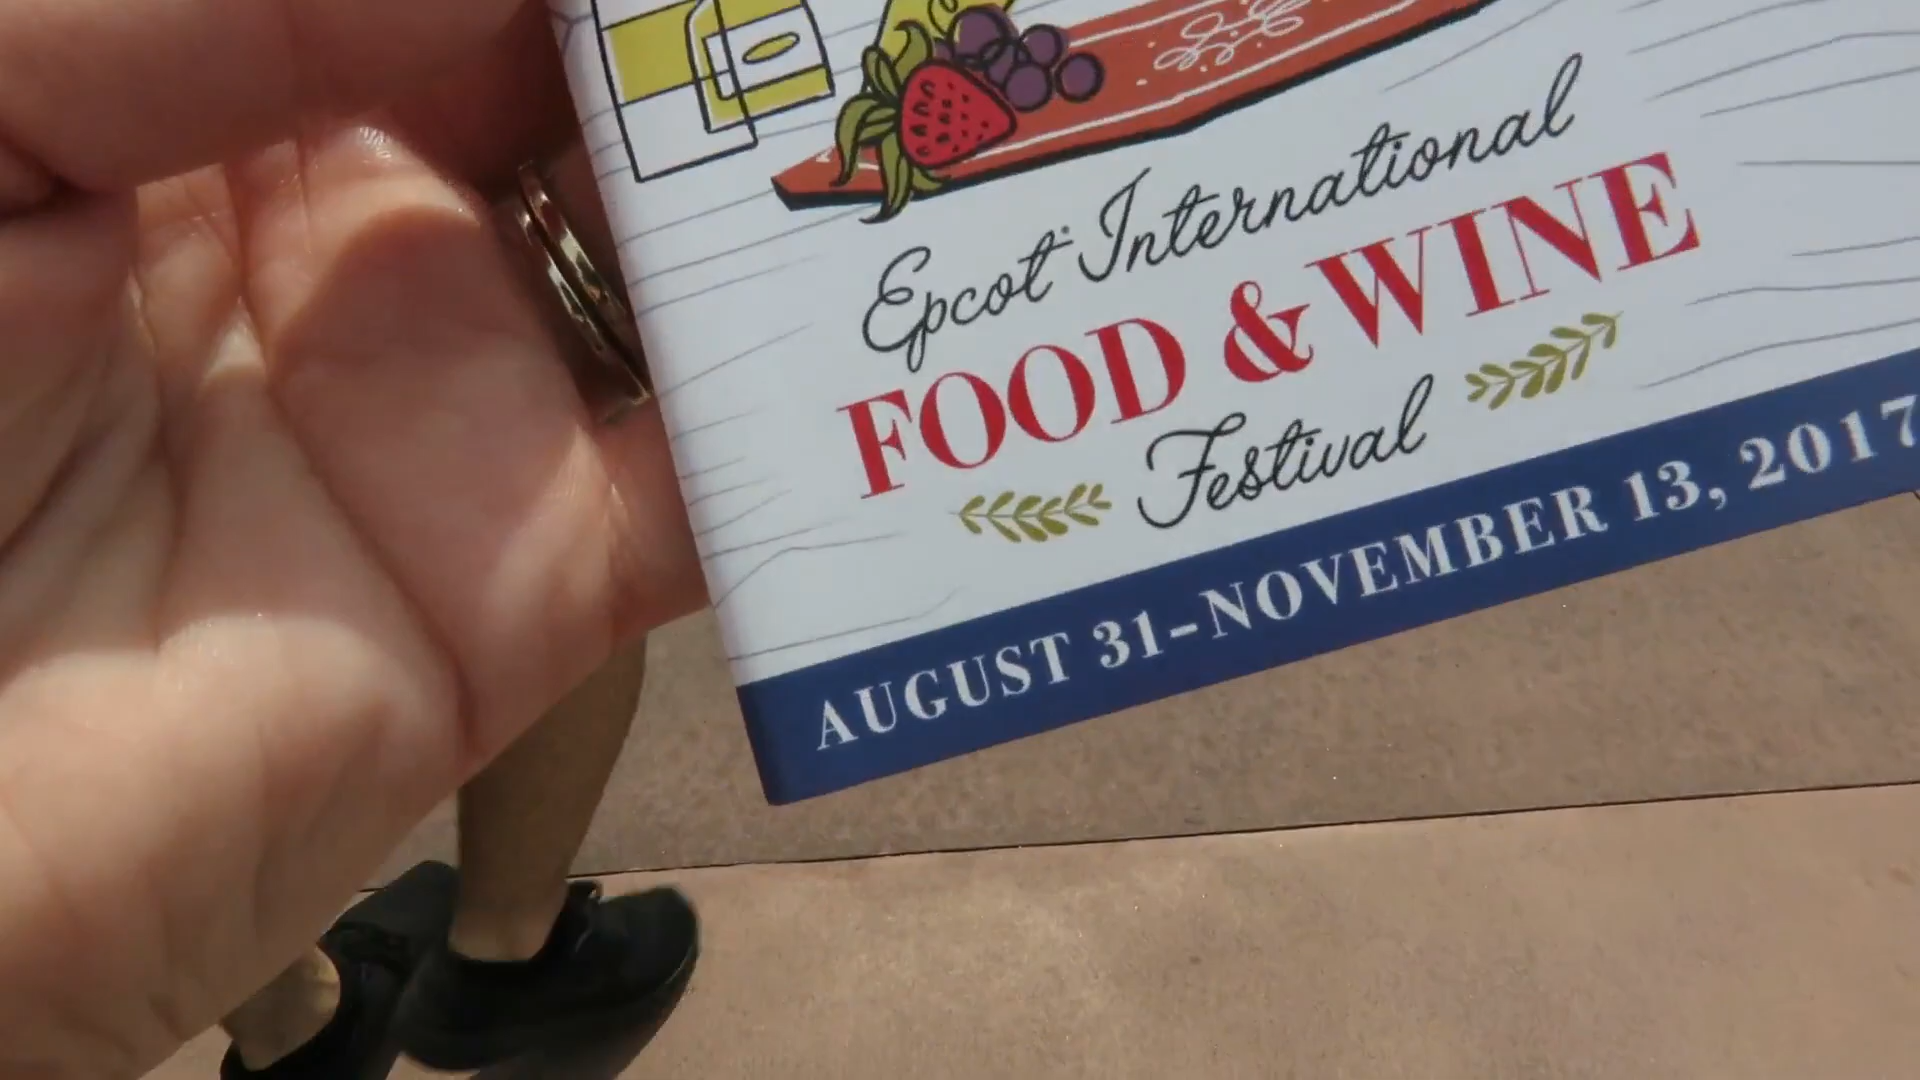 Epcot International
FOOD & WINE
Festival
AUGUST 31-NOVEMBER 13, 2017